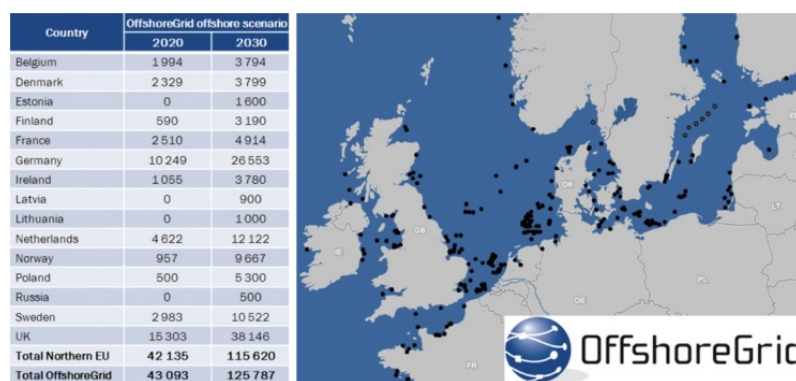 Country OffshoreGrid offshore scenario
2020 2030
Belgium 1 994 3 794
Denmark 2 329 3 799
Estonia 0 1 600
Finland 590 3 190
France 2 510 4 914
Germany 10 249 26 553
Ireland 1 055 3 780
Latvia 0 900
Lithuania 0 1 000
Netherlands 4 622 12 122
Norway 957 9 667
Poland 500 5 300
Russia 0 500
Sweden 2 983 10 522
UK 15 303 38 146
Total Northern EU 42 135 115 620
Total OffshoreGrid 43 093 125 787
DK
LT
GB
IE
PL
DE
FR
OffshoreGrid